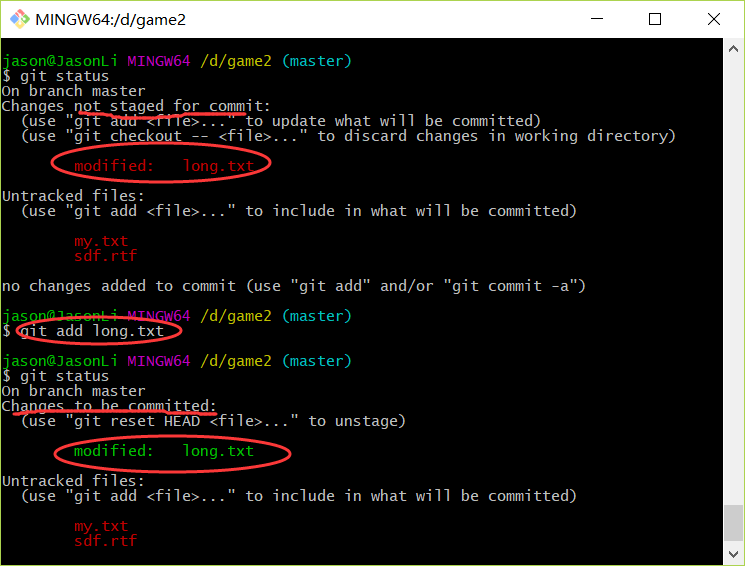 MINGW64:/d/game2
jason@JasonLi MINGW64 /d/game2 (master)
$ git status
On branch master
Changes not staged for commit:
  (use "git add <file>..." to update what will be committed)
  (use "git checkout -- <file>..." to discard changes in working directory)
        modified:   long.txt
Untracked files:
  (use "git add <file>..." to include in what will be committed)
        my.txt
        sdf.rtf
no changes added to commit (use "git add" and/or "git commit -a")
jason@JasonLi MINGW64 /d/game2 (master)
$ git add long.txt
jason@JasonLi MINGW64 /d/game2 (master)
$ git status
On branch master
Changes to be committed:
  (use "git reset HEAD <file>..." to unstage)
        modified:   long.txt
Untracked files:
  (use "git add <file>..." to include in what will be committed)
        my.txt
        sdf.rtf